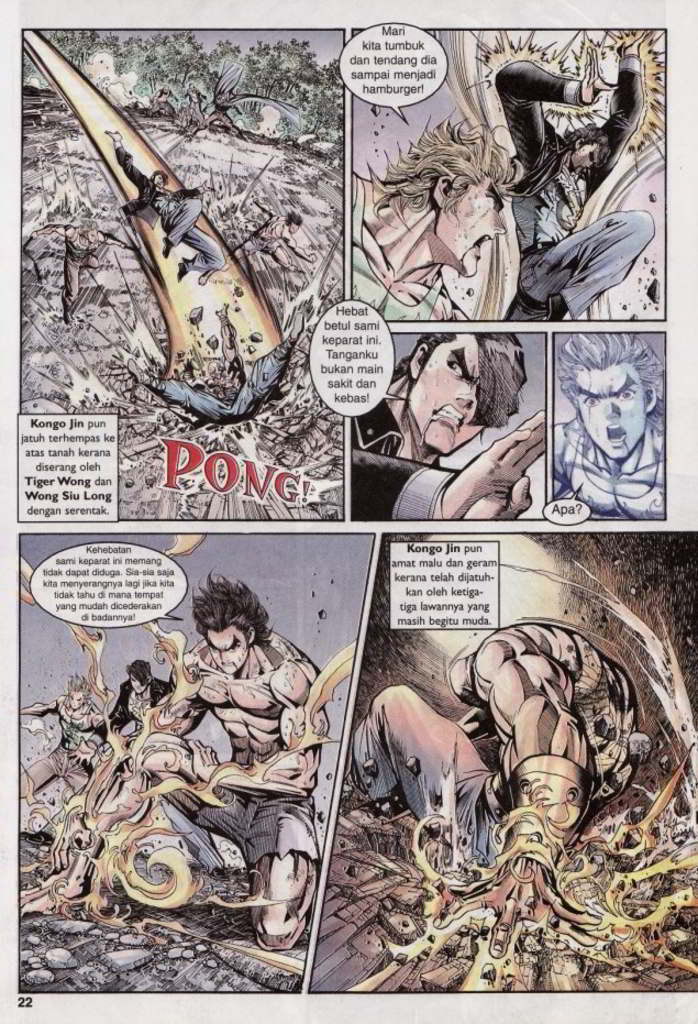 Mari
kita tumbuk
dan tendang dia
sampai menjadi
hamburger!
Hebat
betul sami
keparat ini.
Tanganku
bukan main
sakit dan
kebas!
Apa?
Kongo Jin pun
jatuh terhempas ke
atas tanah kerana
diserang oleh
Tiger Wong dan
Wong Siu Long
dengan serentak.
PONG!
Kehebatan
sami keparat ini memang
tidak dapat diduga. Sia-sia saja
kita menyerangnya lagi jika kita
tidak tahu di mana tempat
yang mudah dicederakan
di badannya!
Kongo Jin pun
amat malu dan geram
kerana telah dijatuh-
kan oleh ketiga-
tiga lawannya yang
masih begitu muda.
22